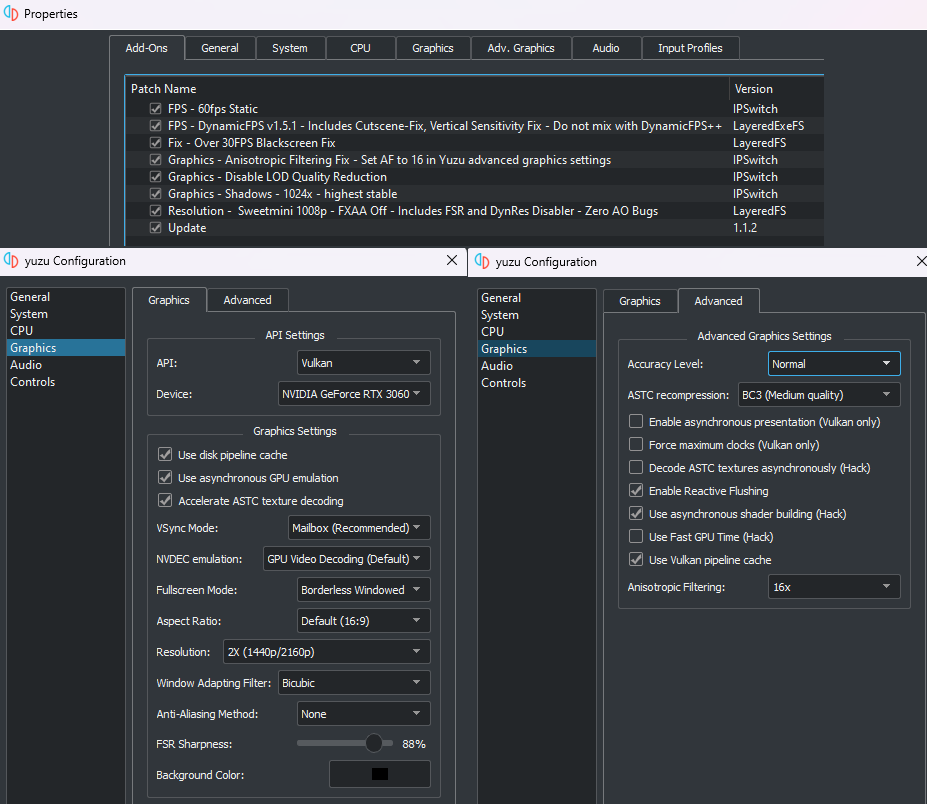 Properties
Add-Ons General System CPU Graphics Adv. Graphics Audio Input Profiles
Patch Name Version
FPS - 60fps Static IPSwitch
FPS - DynamicFPS v1.5.1 - Includes Cutscene-Fix, Vertical Sensitivity Fix - Do not mix with DynamicFPS++ LayeredExeFS
Fix - Over 30FPS Blackscreen Fix LayeredFS
Graphics - Anisotropic Filtering Fix - Set AF to 16 in Yuzu advanced graphics settings IPSwitch
Graphics - Disable LOD Quality Reduction IPSwitch
Graphics - Shadows - 1024x - highest stable IPSwitch
Resolution - Sweetmini 1008p - FXAA Off - Includes FSR and DynRes Disabler - Zero AO Bugs LayeredFS
Update 1.1.2
yuzu Configuration
General
System
CPU
Graphics
Audio
Controls
Graphics Advanced
API Settings
API: Vulkan
Device: NVIDIA GeForce RTX 3060
Graphics Settings
Use disk pipeline cache
Use asynchronous GPU emulation
Accelerate ASTC texture decoding
VSync Mode: Mailbox (Recommended)
NVDEC emulation: GPU Video Decoding (Default)
Fullscreen Mode: Borderless Windowed
Aspect Ratio: Default (16:9)
Resolution: 2X (1440p/2160p)
Window Adapting Filter: Bicubic
Anti-Aliasing Method: None
FSR Sharpness: 88%
Background Color:
yuzu Configuration
General
System
CPU
Graphics
Audio
Controls
Graphics Advanced
Advanced Graphics Settings
Accuracy Level: Normal
ASTC recompression: BC3 (Medium quality)
Enable asynchronous presentation (Vulkan only)
Force maximum clocks (Vulkan only)
Decode ASTC textures asynchronously (Hack)
Enable Reactive Flushing
Use asynchronous shader building (Hack)
Use Fast GPU Time (Hack)
Use Vulkan pipeline cache
Anisotropic Filtering: 16x